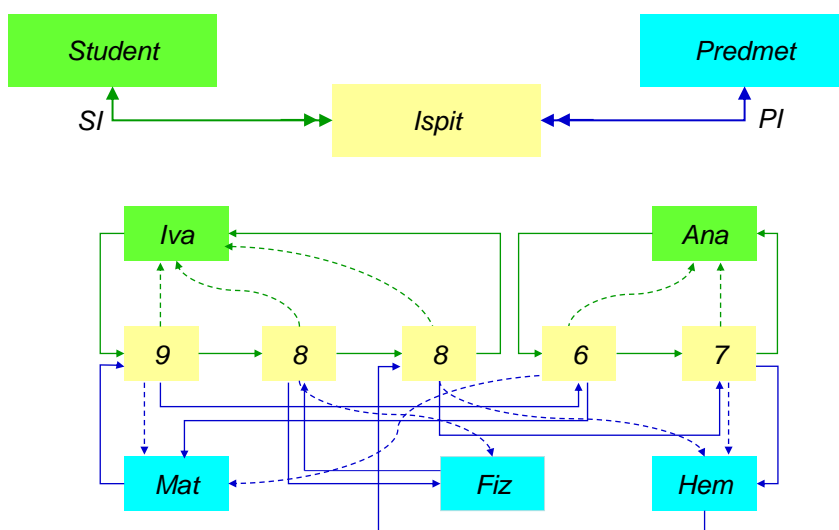 Student
Predmet
SI
Ispit
PI
Iva
Ana
9
8
8
6
7
Mat
Fiz
Hem